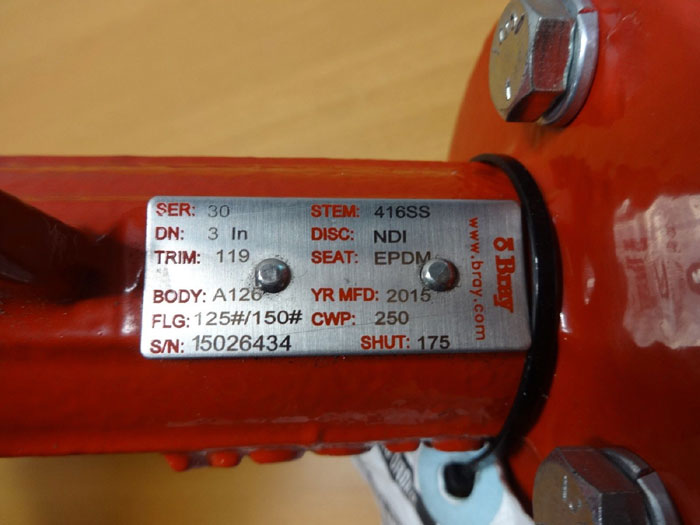 SER: 30 STEM: 416SS
DN: 3 In DISC: NDI
TRIM: 119 SEAT: EPDM
BODY: A126 YR MFD: 2015
FLG: 125#/150# CWP: 250
S/N: 15026434 SHUT: 175
Bray
www.bray.com